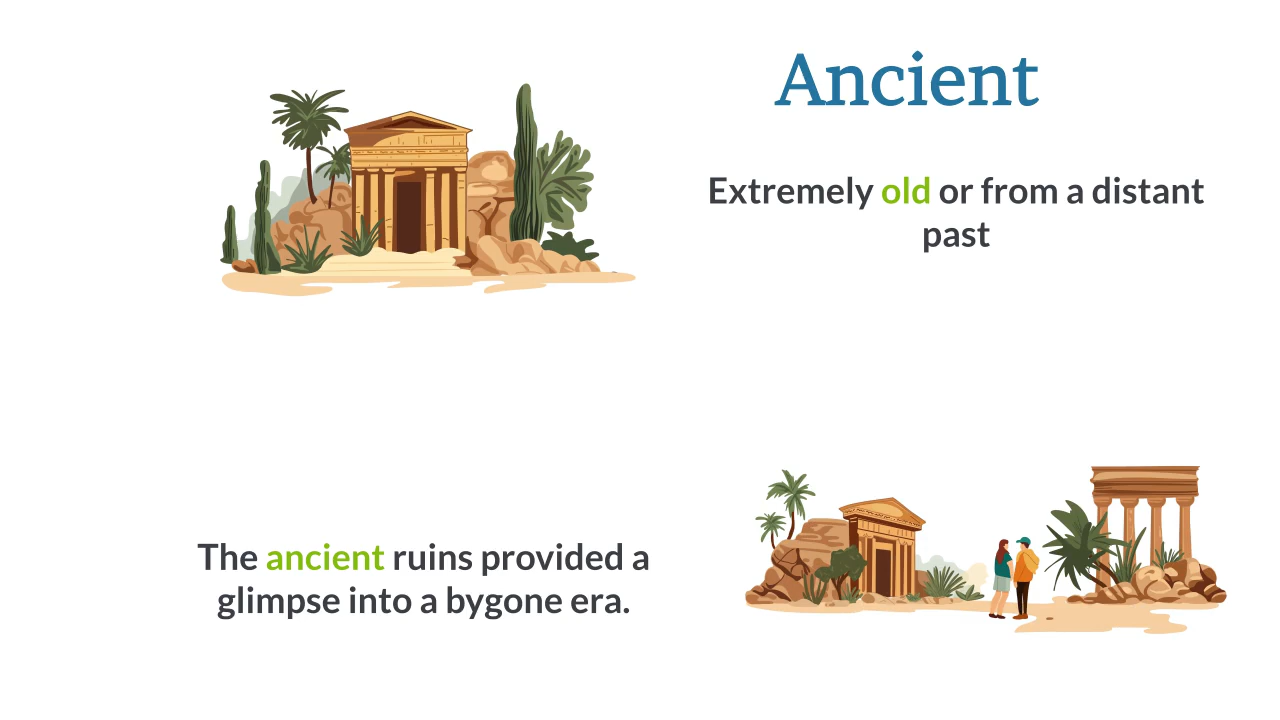 Ancient
Extremely old or from a distant
past
The ancient ruins provided a
glimpse into a bygone era.